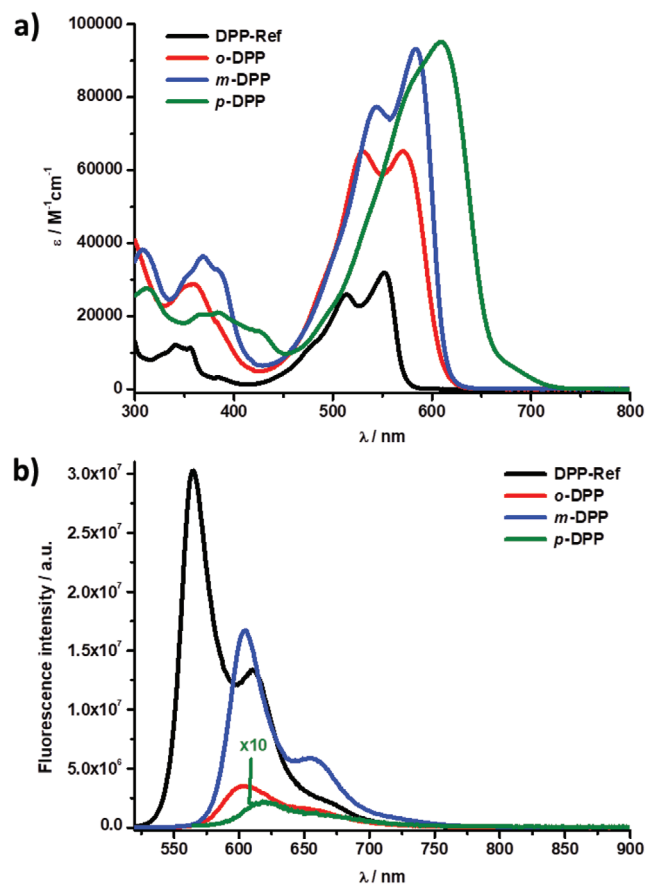 a)
100000
80000
60000
40000
20000
0
ε / M⁻¹cm⁻¹
DPP-Ref
o-DPP
m-DPP
p-DPP
300 400 500 600 700 800
λ / nm
b)
3.0x10⁷
2.5x10⁷
2.0x10⁷
1.5x10⁷
1.0x10⁷
5.0x10⁶
0.0
Fluorescence intensity / a.u.
DPP-Ref
o-DPP
m-DPP
p-DPP
x10
550 600 650 700 750 800 850 900
λ / nm